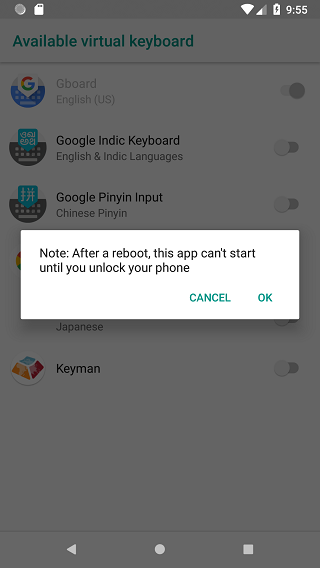 9:55
Available virtual keyboard
Gboard
English (US)
Google Indic Keyboard
English & Indic Languages
Google Pinyin Input
Chinese Pinyin
Note: After a reboot, this app can't start
until you unlock your phone
CANCEL OK
Japanese
Keyman